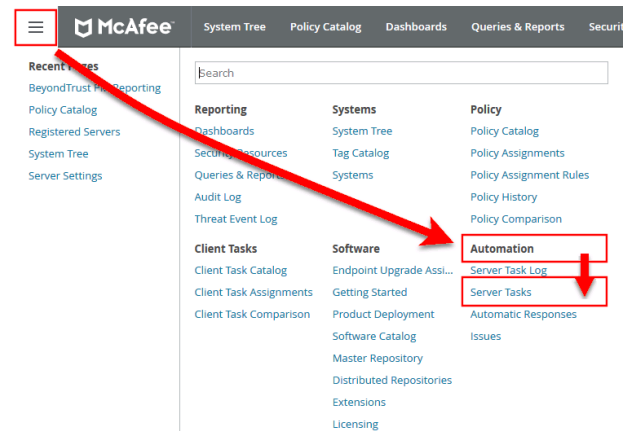 McAfee™ System Tree Policy Catalog Dashboards Queries & Reports Securit
Recent Pages
BeyondTrust Reporting
Policy Catalog
Registered Servers
System Tree
Server Settings
Search
Reporting
Dashboards
Security Resources
Queries & Reports
Audit Log
Threat Event Log
Systems
System Tree
Tag Catalog
Systems
Policy
Policy Catalog
Policy Assignments
Policy Assignment Rules
Policy History
Policy Comparison
Client Tasks
Client Task Catalog
Client Task Assignments
Client Task Comparison
Software
Endpoint Upgrade Assi...
Getting Started
Product Deployment
Software Catalog
Master Repository
Distributed Repositories
Extensions
Licensing
Automation
Server Task Log
Server Tasks
Automatic Responses
Issues